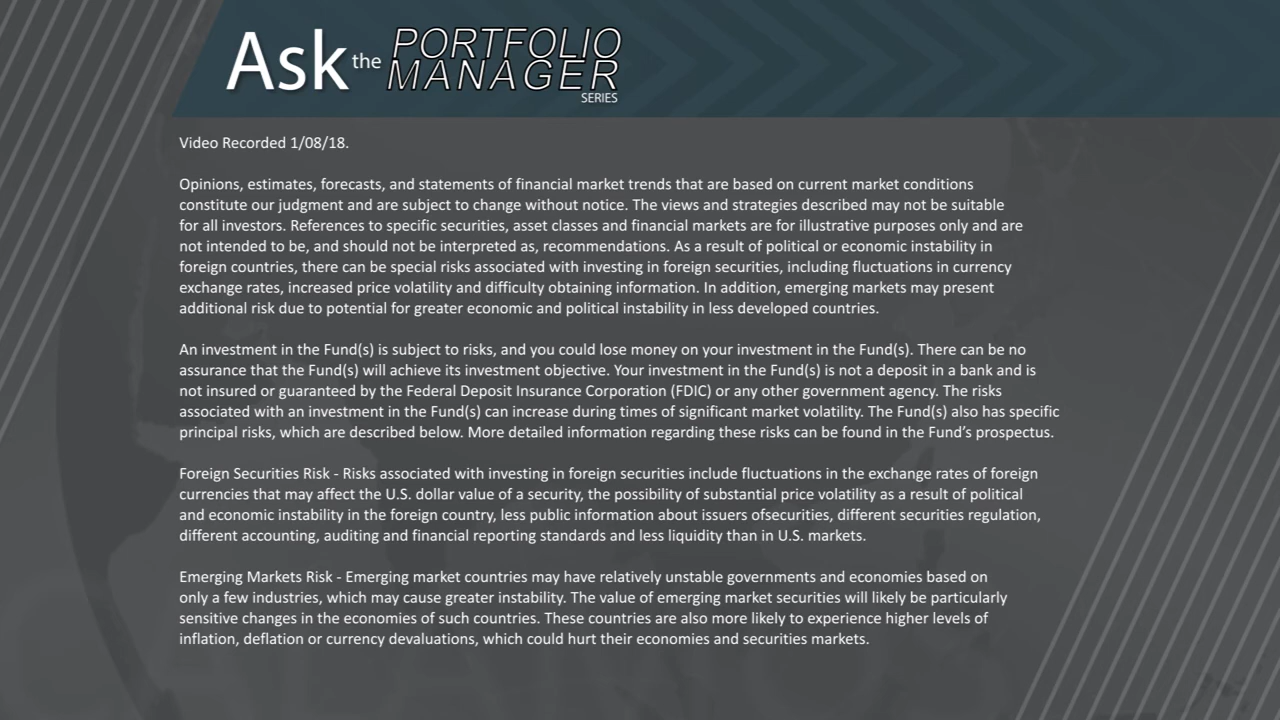 Ask the PORTFOLIO
MANAGER
SERIES
Video Recorded 1/08/18.
Opinions, estimates, forecasts, and statements of financial market trends that are based on current market conditions
constitute our judgment and are subject to change without notice. The views and strategies described may not be suitable
for all investors. References to specific securities, asset classes and financial markets are for illustrative purposes only and are
not intended to be, and should not be interpreted as, recommendations. As a result of political or economic instability in
foreign countries, there can be special risks associated with investing in foreign securities, including fluctuations in currency
exchange rates, increased price volatility and difficulty obtaining information. In addition, emerging markets may present
additional risk due to potential for greater economic and political instability in less developed countries.
An investment in the Fund(s) is subject to risks, and you could lose money on your investment in the Fund(s). There can be no
assurance that the Fund(s) will achieve its investment objective. Your investment in the Fund(s) is not a deposit in a bank and is
not insured or guaranteed by the Federal Deposit Insurance Corporation (FDIC) or any other government agency. The risks
associated with an investment in the Fund(s) can increase during times of significant market volatility. The Fund(s) also has specific
principal risks, which are described below. More detailed information regarding these risks can be found in the Fund's prospectus.
Foreign Securities Risk - Risks associated with investing in foreign securities include fluctuations in the exchange rates of foreign
currencies that may affect the U.S. dollar value of a security, the possibility of substantial price volatility as a result of political
and economic instability in the foreign country, less public information about issuers ofsecurities, different securities regulation,
different accounting, auditing and financial reporting standards and less liquidity than in U.S. markets.
Emerging Markets Risk - Emerging market countries may have relatively unstable governments and economies based on
only a few industries, which may cause greater instability. The value of emerging market securities will likely be particularly
sensitive changes in the economies of such countries. These countries are also more likely to experience higher levels of
inflation, deflation or currency devaluations, which could hurt their economies and securities markets.